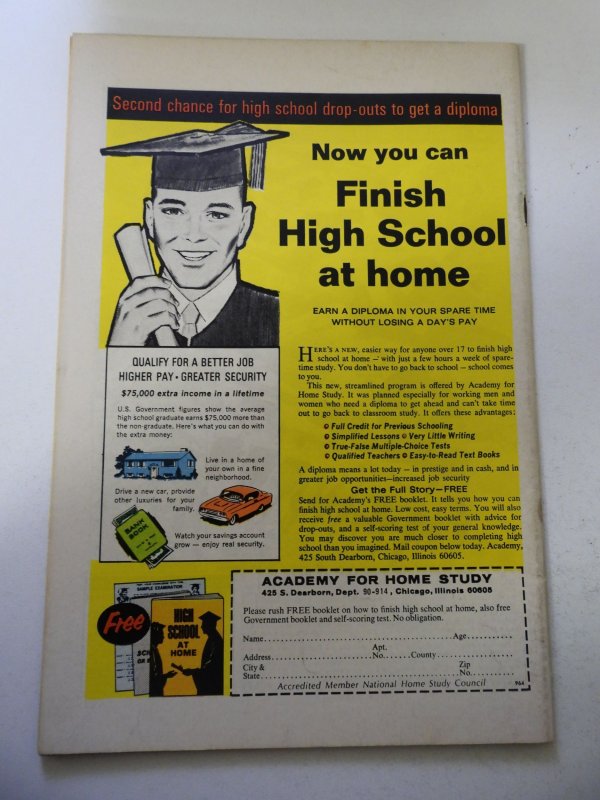 Second chance for high school drop-outs to get a diploma
Now you can
Finish
High School
at home
EARN A DIPLOMA IN YOUR SPARE TIME
WITHOUT LOSING A DAY'S PAY
QUALIFY FOR A BETTER JOB
HIGHER PAY • GREATER SECURITY
$75,000 extra income in a lifetime
U.S. Government figures show the average
high school graduate earns $75,000 more than
the non-graduate. Here's what you can do with
the extra money:
Live in a home of
your own in a fine
neighborhood.
Drive a new car, provide
other luxuries for your
family.
BANK
BOOK
Watch your savings account
grow — enjoy real security.
HERE'S A NEW, easier way for anyone over 17 to finish high
school at home — with just a few hours a week of spare-
time study. You don't have to go back to school — school comes
to you.
This new, streamlined program is offered by Academy for
Home Study. It was planned especially for working men and
women who need a diploma to get ahead and can't take time
out to go back to classroom study. It offers these advantages:
Full Credit for Previous Schooling
Simplified Lessons Very Little Writing
True-False Multiple-Choice Tests
Qualified Teachers Easy-to-Read Text Books
A diploma means a lot today — in prestige and in cash, and in
greater job opportunities—increased job security
Get the Full Story—FREE
Send for Academy's FREE booklet. It tells you how you can
finish high school at home. Low cost, easy terms. You will also
receive free a valuable Government booklet with advice for
drop-outs, and a self-scoring test of your general knowledge.
You may discover you are much closer to completing high
school than you imagined. Mail coupon below today. Academy,
425 South Dearborn, Chicago, Illinois 60605.
Free
SAMPLE EXAMINATION
HIGH
SCHOOL
AT
HOME
ACADEMY FOR HOME STUDY
425 S. Dearborn, Dept. 90-914, Chicago, Illinois 60605
Please rush FREE booklet on how to finish high school at home, also free
Government booklet and self-scoring test. No obligation.
Name Age
Address Apt. No. County
City & State Zip No.
Accredited Member National Home Study Council 96A